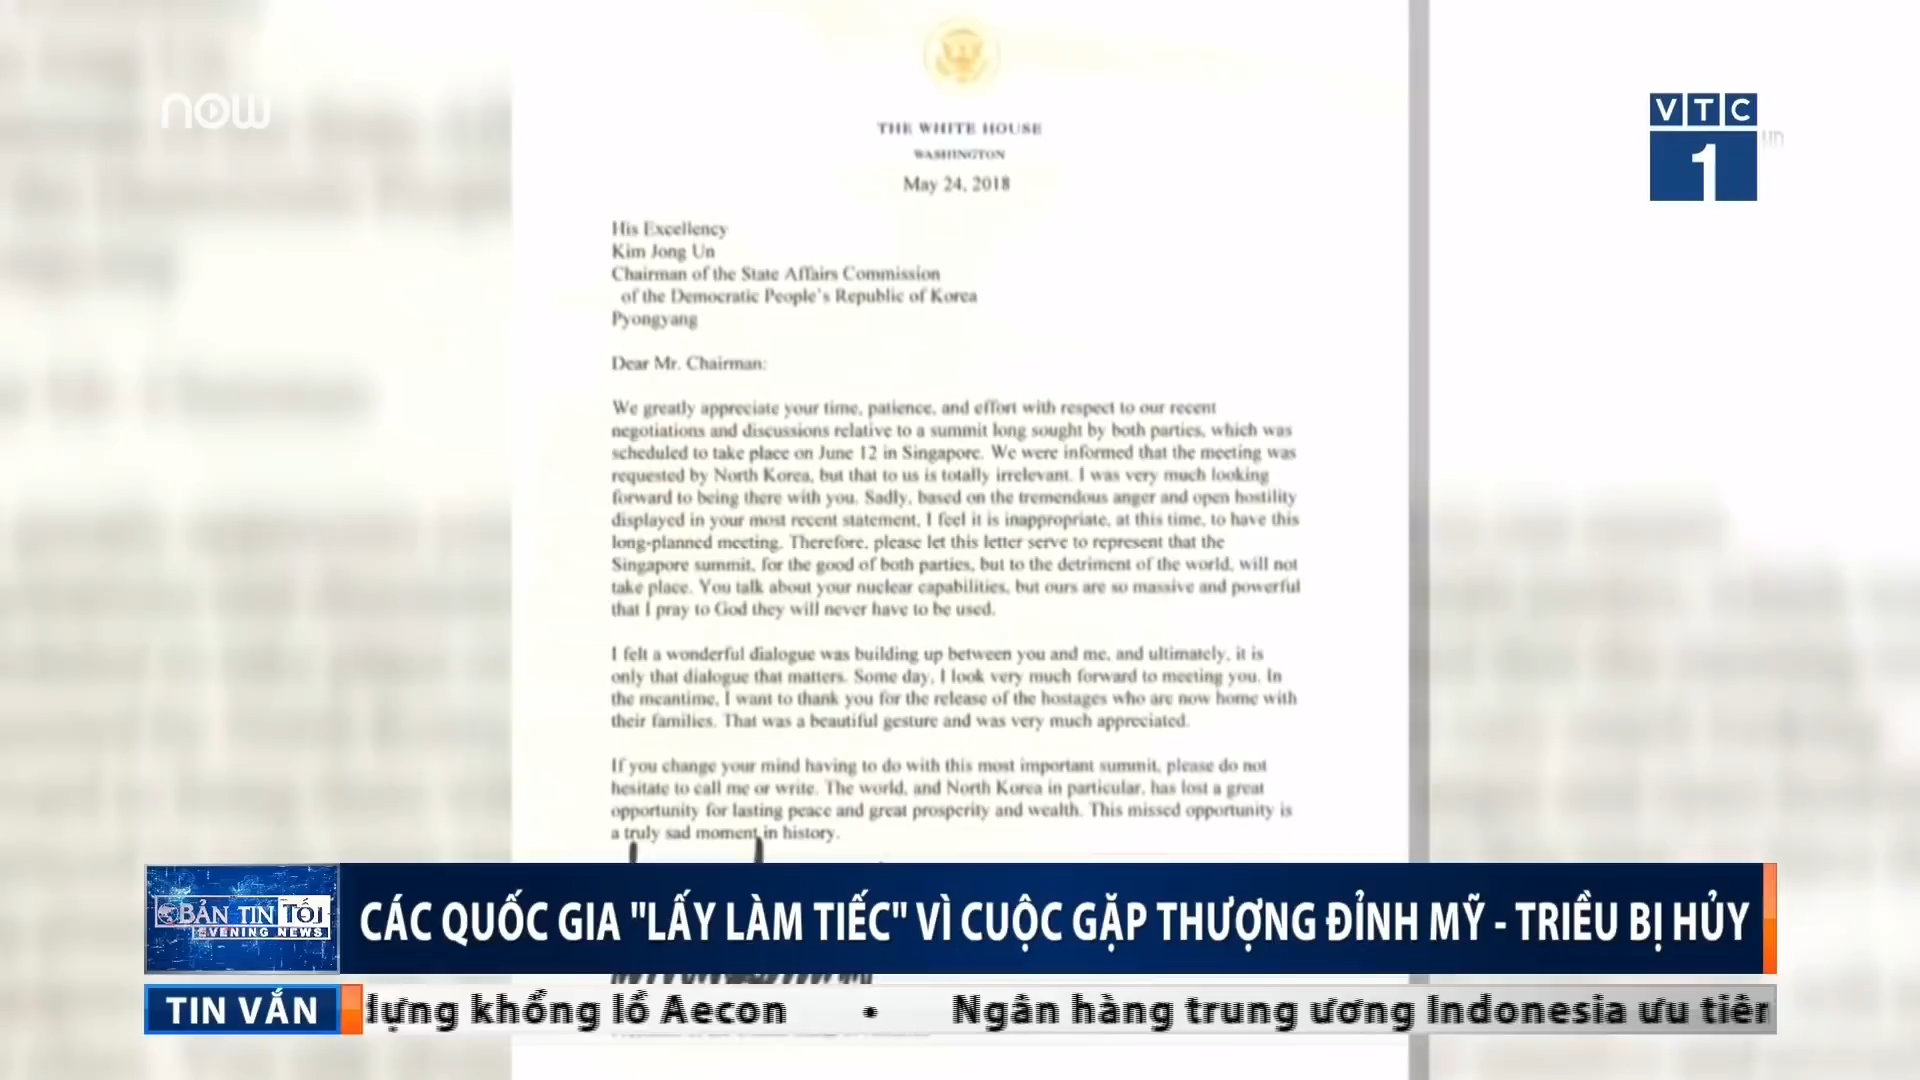 now
VTC
1
THE WHITE HOUSE
WASHINGTON
May 24, 2018
His Excellency
Kim Jong Un
Chairman of the State Affairs Commission
of the Democratic People's Republic of Korea
Pyongyang
Dear Mr. Chairman:
We greatly appreciate your time, patience, and effort with respect to our recent
negotiations and discussions relative to a summit long sought by both parties, which was
scheduled to take place on June 12 in Singapore. We were informed that the meeting was
requested by North Korea, but that to us is totally irrelevant. I was very much looking
forward to being there with you. Sadly, based on the tremendous anger and open hostility
displayed in your most recent statement, I feel it is inappropriate, at this time, to have this
long-planned meeting. Therefore, please let this letter serve to represent that the
Singapore summit, for the good of both parties, but to the detriment of the world, will not
take place. You talk about your nuclear capabilities, but ours are so massive and powerful
that I pray to God they will never have to be used.
I felt a wonderful dialogue was building up between you and me, and ultimately, it is
only that dialogue that matters. Some day, I look very much forward to meeting you. In
the meantime, I want to thank you for the release of the hostages who are now home with
their families. That was a beautiful gesture and was very much appreciated.
If you change your mind having to do with this most important summit, please do not
hesitate to call me or write. The world, and North Korea in particular, has lost a great
opportunity for lasting peace and great prosperity and wealth. This missed opportunity is
a truly sad moment in history.
BẢN TIN TỐI
EVENING NEWS
CÁC QUỐC GIA "LẤY LÀM TIẾC" VÌ CUỘC GẶP THƯỢNG ĐỈNH MỸ - TRIỀU BỊ HỦY
TIN VẮN
dựng khổng lồ Aecon • Ngân hàng trung ương Indonesia ưu tiên